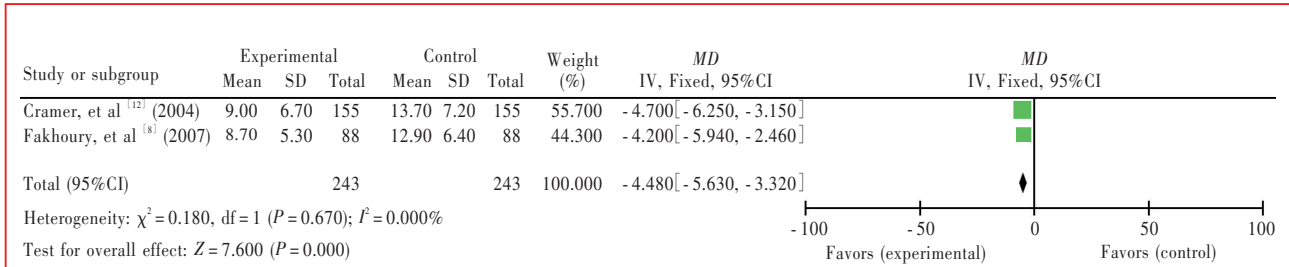 Experimental Control Weight MD MD
Study or subgroup Mean SD Total Mean SD Total (%) IV, Fixed, 95%CI IV, Fixed, 95%CI
Cramer, et al [12] (2004) 9.00 6.70 155 13.70 7.20 155 55.700 -4.700[-6.250, -3.150]
Fakhoury, et al [8] (2007) 8.70 5.30 88 12.90 6.40 88 44.300 -4.200[-5.940, -2.460]
Total (95%CI) 243 243 100.000 -4.480[-5.630, -3.320]
Heterogeneity: χ²=0.180, df=1 (P=0.670); I²=0.000%
Test for overall effect: Z=7.600 (P=0.000)
-100 -50 0 50 100
Favors (experimental) Favors (control)